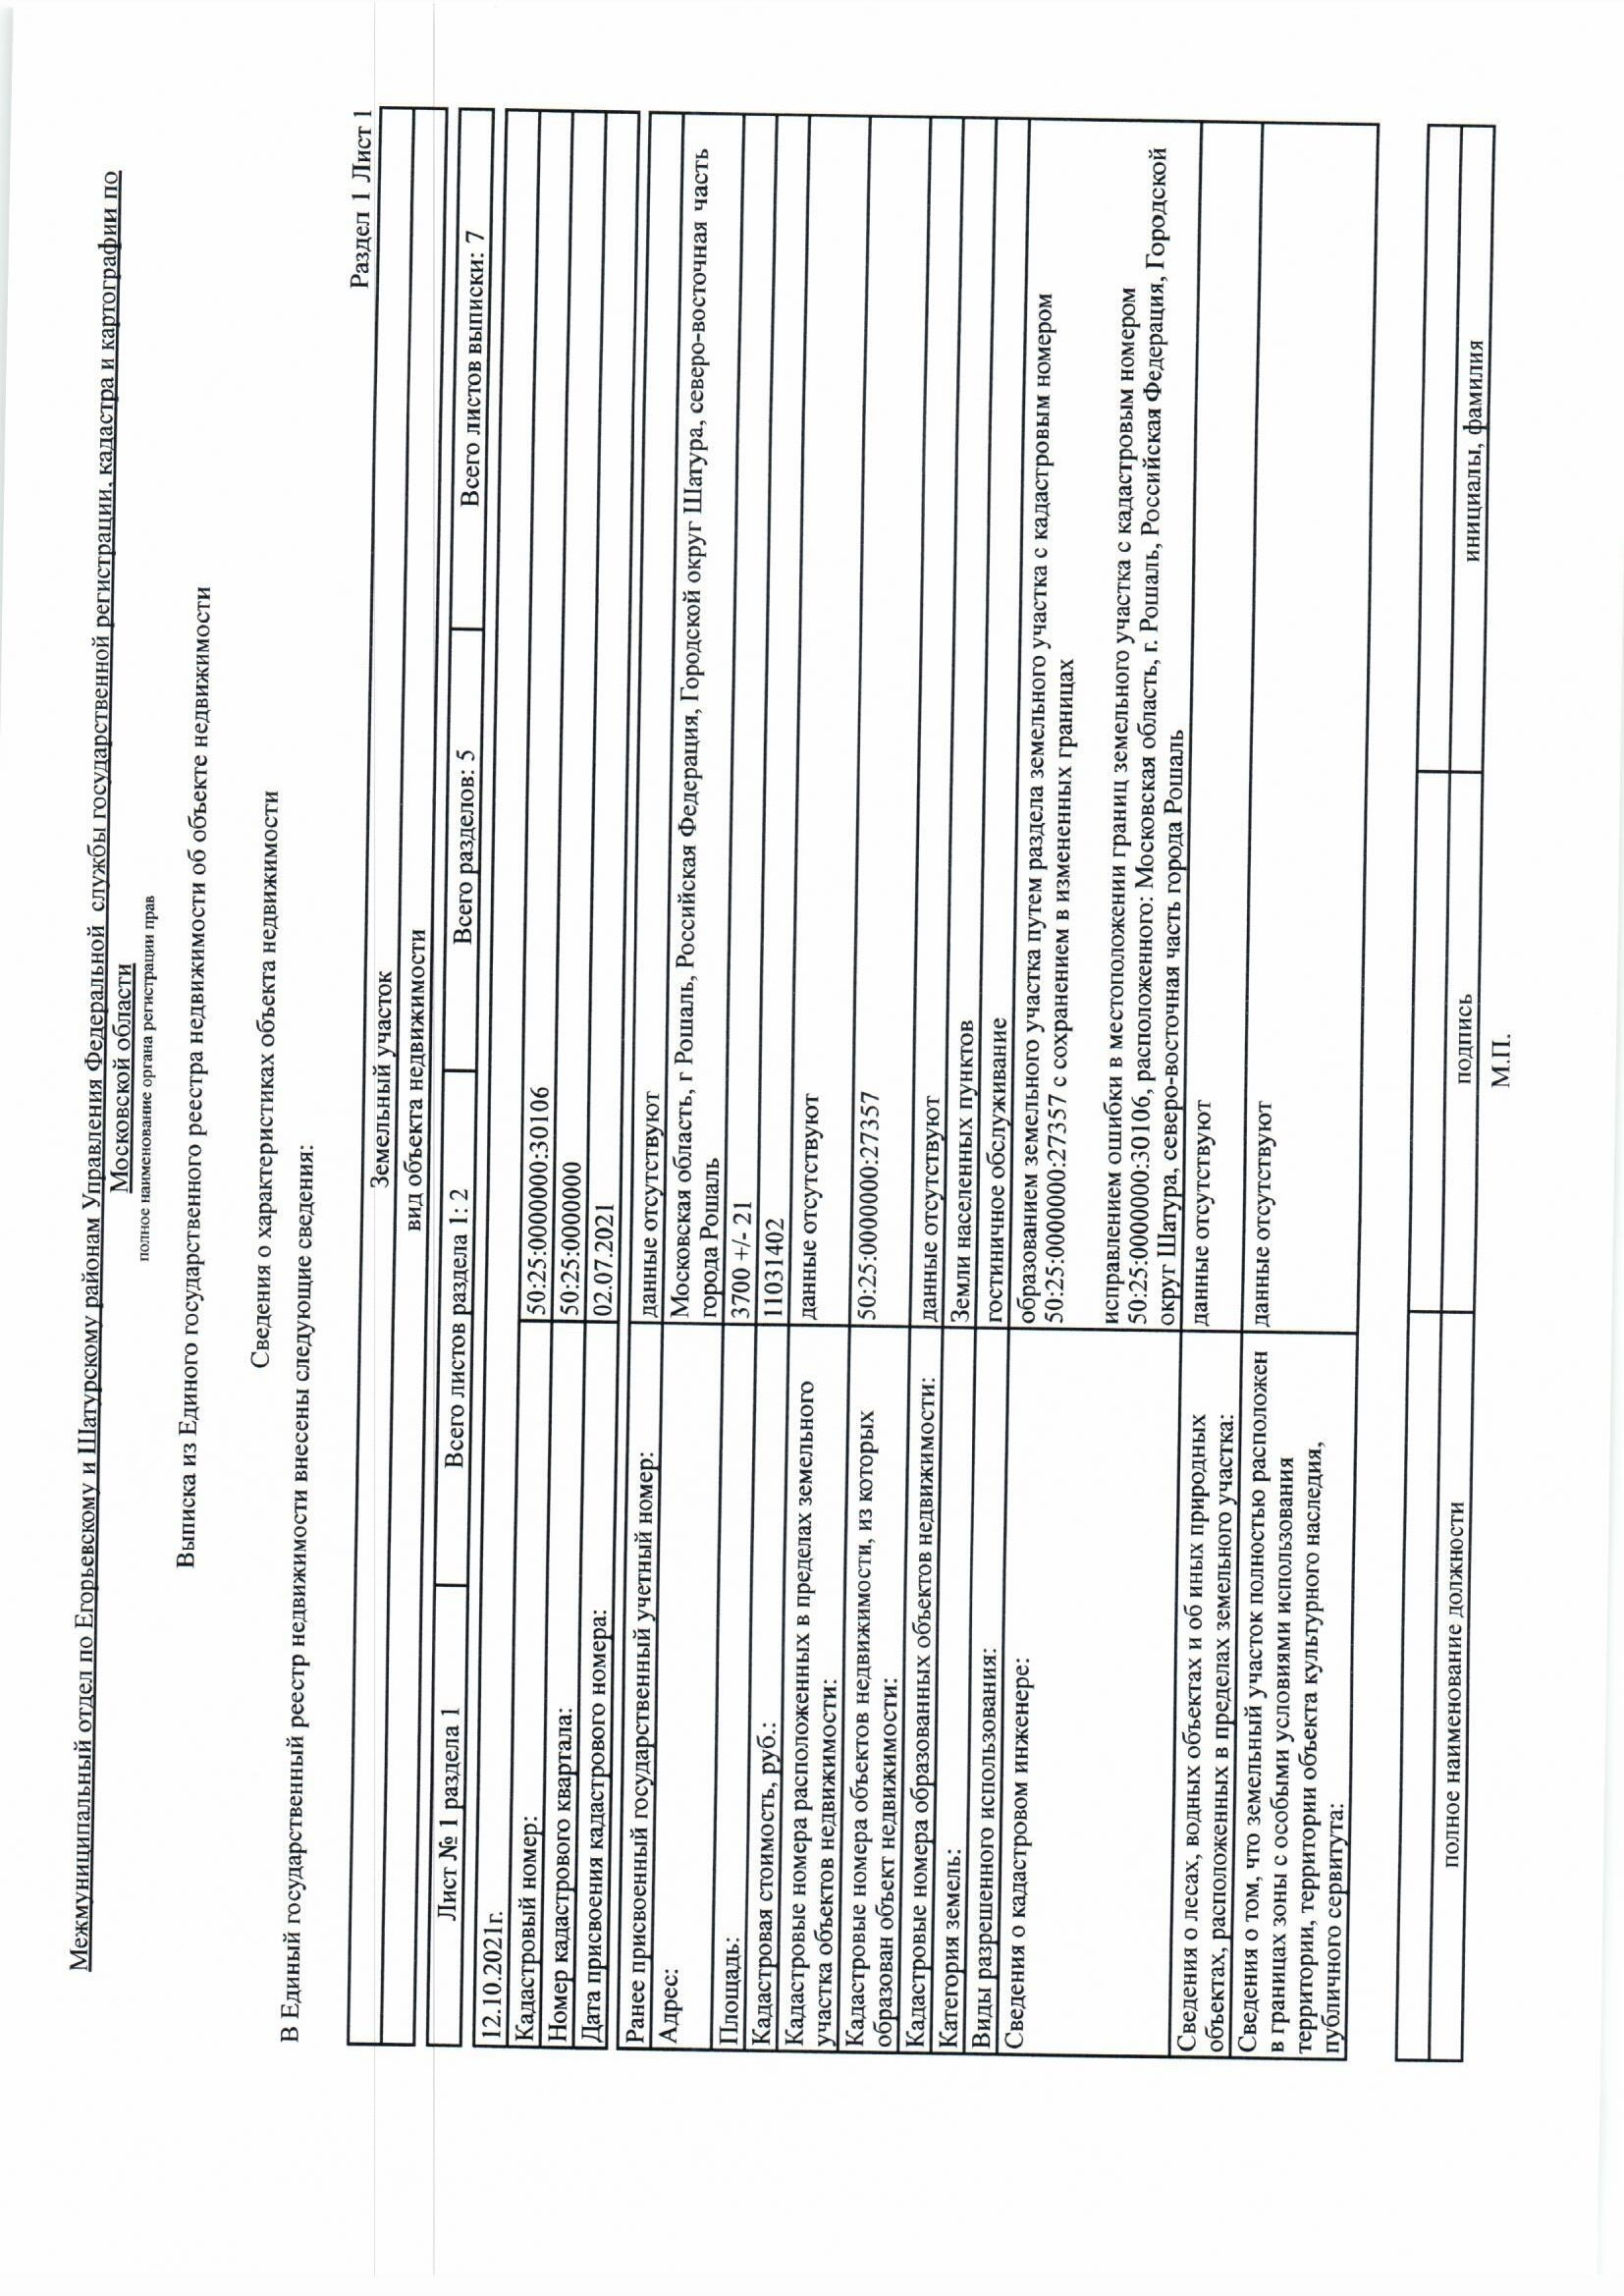 Межмуниципальный отдел по Егорьевскому и Шатурскому районам Управления Федеральной службы государственной регистрации, кадастра и картографии по
Московской области
полное наименование органа регистрации прав
Выписка из Единого государственного реестра недвижимости об объекте недвижимости
Сведения о характеристиках объекта недвижимости
В Единый государственный реестр недвижимости внесены следующие сведения:
Раздел 1 Лист 1
Земельный участок
вид объекта недвижимости
Лист № 1 раздела 1 Всего листов раздела 1: 2 Всего разделов: 5 Всего листов выписки: 7
12.10.2021г.
Кадастровый номер: 50:25:0000000:30106
Номер кадастрового квартала: 50:25:0000000
Дата присвоения кадастрового номера: 02.07.2021
Ранее присвоенный государственный учетный номер: данные отсутствуют
Адрес: Московская область, г Рошаль, Российская Федерация, Городской округ Шатура, северо-восточная часть
города Рошаль
Площадь: 3700 +/- 21
Кадастровая стоимость, руб.: 11031402
Кадастровые номера расположенных в пределах земельного
участка объектов недвижимости:
данные отсутствуют
Кадастровые номера объектов недвижимости, из которых
образован объект недвижимости:
50:25:0000000:27357
Кадастровые номера образованных объектов недвижимости: данные отсутствуют
Категория земель: Земли населенных пунктов
Виды разрешенного использования: гостиничное обслуживание
Сведения о кадастровом инженере: образованием земельного участка путем раздела земельного участка с кадастровым номером
50:25:0000000:27357 с сохранением в измененных границах
исправлением ошибки в местоположении границ земельного участка с кадастровым номером
50:25:0000000:30106, расположенного: Московская область, г. Рошаль, Российская Федерация, Городской
округ Шатура, северо-восточная часть города Рошаль
Сведения о лесах, водных объектах и об иных природных
объектах, расположенных в пределах земельного участка:
данные отсутствуют
Сведения о том, что земельный участок полностью расположен
в границах зоны с особыми условиями использования
территории, территории объекта культурного наследия,
публичного сервитута:
данные отсутствуют
полное наименование должности подпись инициалы, фамилия
М.П.